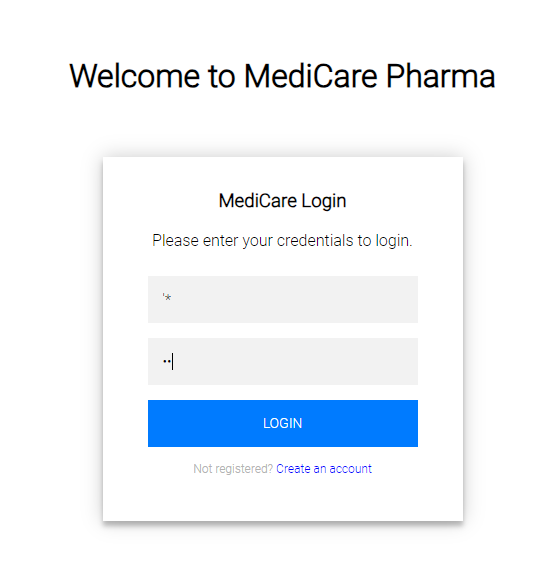 Welcome to MediCare Pharma
MediCare Login
Please enter your credentials to login.
'*
••
LOGIN
Not registered? Create an account